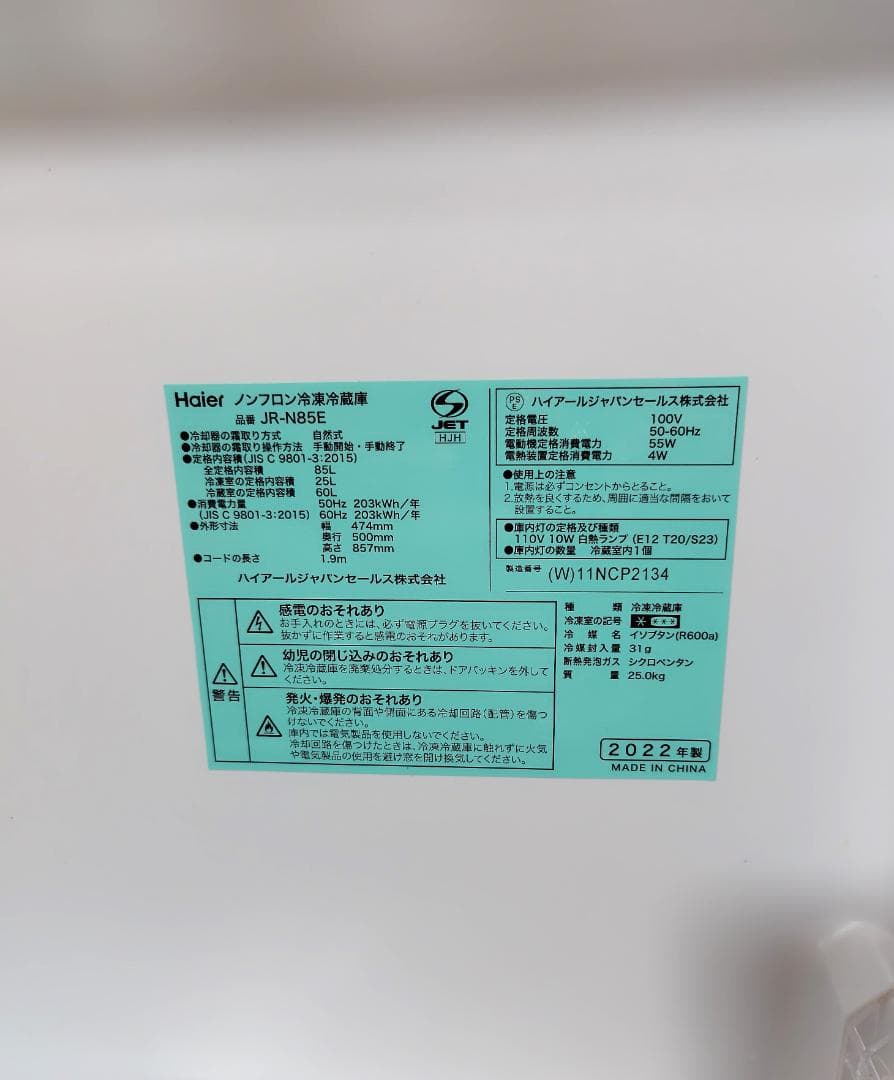 Haier ノンフロン冷凍冷蔵庫
品番 JR-N85E
●冷却器の霜取り方式 自然式
●冷却器の霜取り操作方法 手動開始・手動終了
●定格内容積(JIS C 9801-3:2015)
全定格内容積 85L
冷凍室の定格内容積 25L
冷蔵室の定格内容積 60L
●消費電力量 50Hz 203kWh/年
(JIS C 9801-3:2015) 60Hz 203kWh/年
●外形寸法 幅 474mm
奥行 500mm
高さ 857mm
●コードの長さ 1.9m
ハイアールジャパンセールス株式会社
JET
HJH
PS
E
ハイアールジャパンセールス株式会社
定格電圧 100V
定格周波数 50-60Hz
電動機定格消費電力 55W
電熱装置定格消費電力 4W
●使用上の注意
1.電源は必ずコンセントからとること。
2.放熱を良くするため、周囲に適当な間隔をおいて
設置すること。
●庫内灯の定格及び種類
110V 10W 白熱ランプ (E12 T20/S23)
●庫内灯の数量 冷蔵室内1個
製造番号 (W)11NCP2134
警告
感電のおそれあり
お手入れのときには、必ず電源プラグを抜いてください。
抜かずに作業すると感電のおそれがあります。
幼児の閉じ込みのおそれあり
冷凍冷蔵庫を廃棄処分するときは、ドアパッキンを外して
ください。
発火・爆発のおそれあり
冷凍冷蔵庫の背面や側面にある冷却回路(配管)を傷つ
けないでください。
庫内では電気製品を使用しないでください。
冷却回路を傷つけたときは、冷凍冷蔵庫に触れずに火気
や電気製品の使用を避け窓を開け換気してください。
種類 冷凍冷蔵庫
冷凍室の記号 * ***
冷媒名 イソブタン(R600a)
冷媒封入量 31g
断熱発泡ガス シクロペンタン
質量 25.0kg
2022年製
MADE IN CHINA